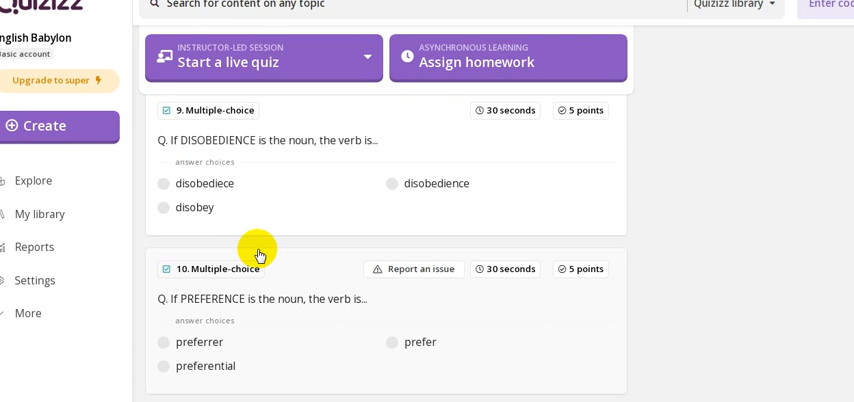 Quizizz
Search for content on any topic
Quizizz library
Enter
nglish Babylon
Basic account
INSTRUCTOR-LED SESSION
Start a live quiz
ASYNCHRONOUS LEARNING
Assign homework
Upgrade to super
9. Multiple-choice
30 seconds
5 points
Create
Q. If DISOBEDIENCE is the noun, the verb is...
answer choices
disobediece
disobedience
disobey
Explore
My library
Reports
Settings
More
10. Multiple-choice
Report an issue
30 seconds
5 points
Q. If PREFERENCE is the noun, the verb is...
answer choices
preferrer
prefer
preferential